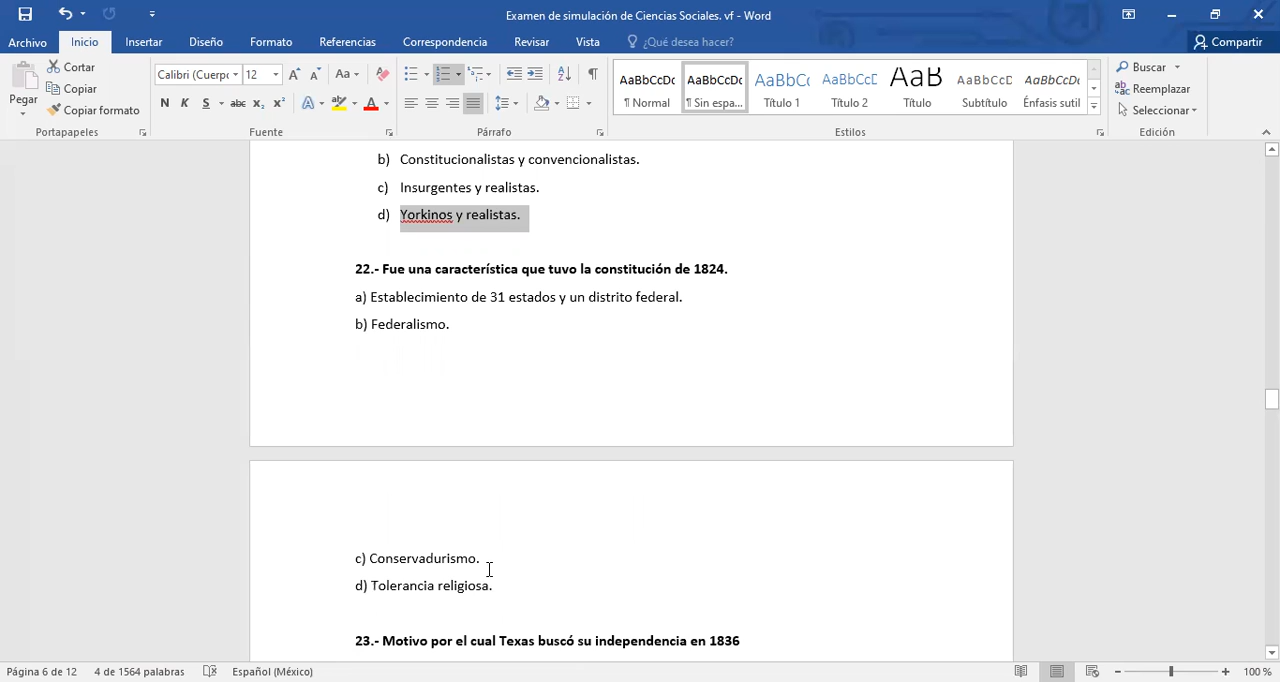 Examen de simulación de Ciencias Sociales. vf - Word
Archivo Inicio Insertar Diseño Formato Referencias Correspondencia Revisar Vista ¿Qué desea hacer? Compartir
Pegar
Cortar
Copiar
Copiar formato
Portapapeles
Calibri (Cuerpo 12
Fuente
Párrafo
AaBbCcDc AaBbCcDc AaBbCc AaBbCcD AaB AaBbCcD AaBbCcDc
¶ Normal ¶ Sin espa... Título 1 Título 2 Título Subtítulo Énfasis sutil
Estilos
Buscar
Reemplazar
Seleccionar
Edición
b) Constitucionalistas y convencionalistas.
c) Insurgentes y realistas.
d) Yorkinos y realistas.
22.- Fue una característica que tuvo la constitución de 1824.
a) Establecimiento de 31 estados y un distrito federal.
b) Federalismo.
c) Conservadurismo.
d) Tolerancia religiosa.
23.- Motivo por el cual Texas buscó su independencia en 1836
Página 6 de 12 4 de 1564 palabras Español (México) 100 %